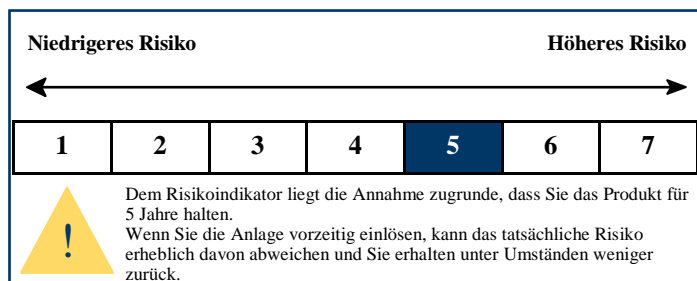 Niedrigeres Risiko Höheres Risiko
1 2 3 4 5 6 7
Dem Risikoindikator liegt die Annahme zugrunde, dass Sie das Produkt für
5 Jahre halten.
Wenn Sie die Anlage vorzeitig einlösen, kann das tatsächliche Risiko
erheblich davon abweichen und Sie erhalten unter Umständen weniger
zurück.
!